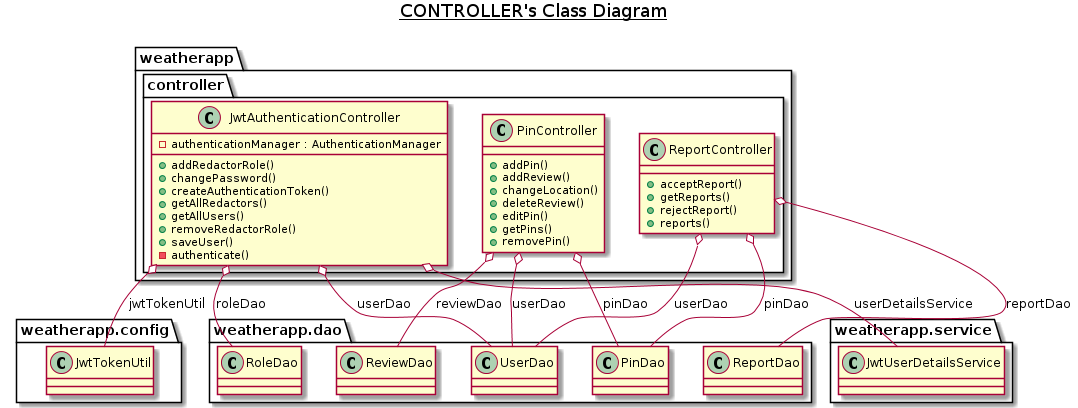 CONTROLLER's Class Diagram
weatherapp
controller
C JwtAuthenticationController
authenticationManager : AuthenticationManager
addRedactorRole()
changePassword()
createAuthenticationToken()
getAllRedactors()
getAllUsers()
removeRedactorRole()
saveUser()
authenticate()
C PinController
addPin()
addReview()
changeLocation()
deleteReview()
editPin()
getPins()
removePin()
C ReportController
acceptReport()
getReports()
rejectReport()
reports()
jwtTokenUtil
roleDao
userDao
reviewDao
userDao
pinDao
userDao
pinDao
userDetailsService
reportDao
weatherapp.config
C JwtTokenUtil
weatherapp.dao
C RoleDao
C ReviewDao
C UserDao
C PinDao
C ReportDao
weatherapp.service
C JwtUserDetailsService